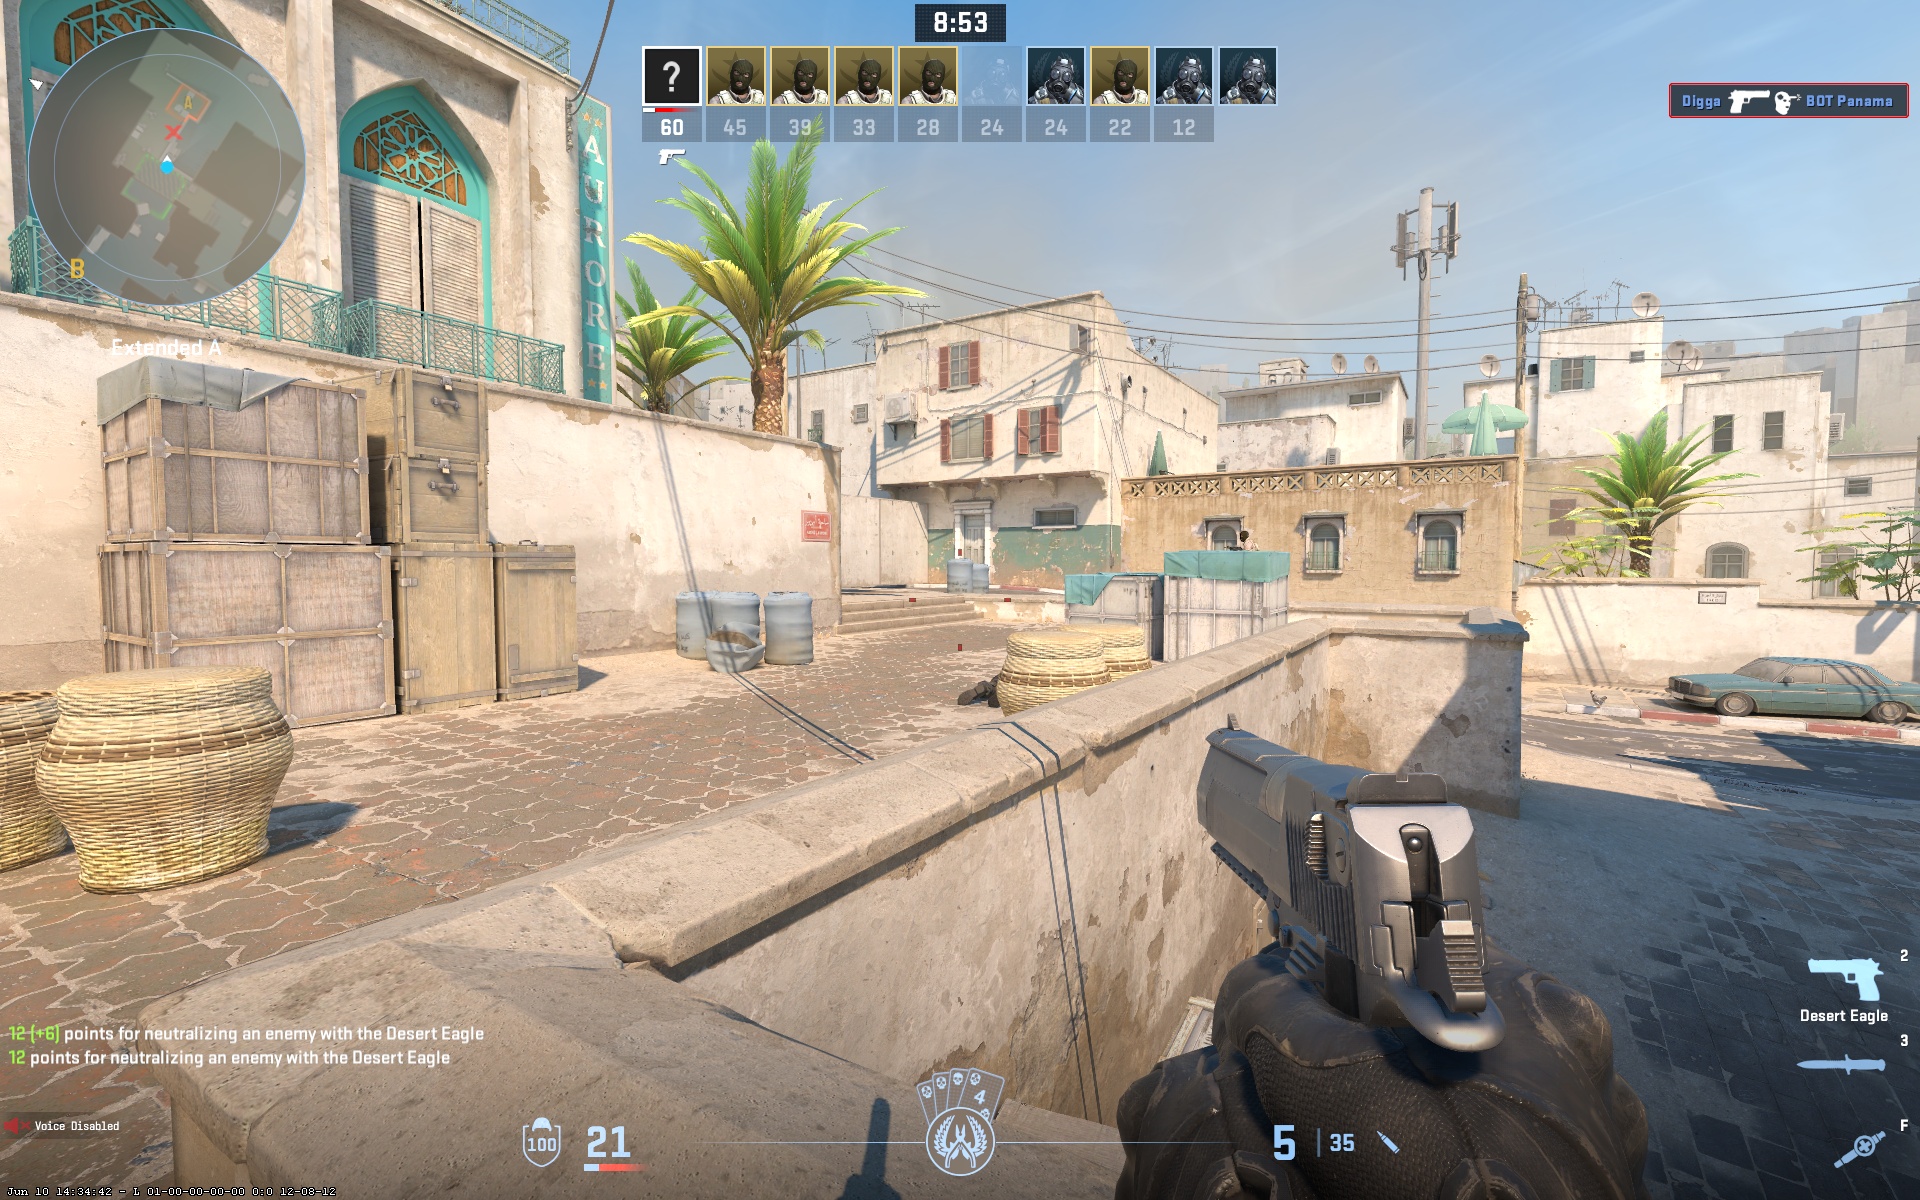 8:53
?
60 45 39 33 28 24 24 22 12
Digga BOT Panama
A
B
AURORE
Extended A
12 (+6) points for neutralizing an enemy with the Desert Eagle
12 points for neutralizing an enemy with the Desert Eagle
Voice Disabled
100
21
4
5 | 35
2
Desert Eagle
3
F
Jun 10 14:34:42 - L 01-00-00-00-00 0:0 12-08-12